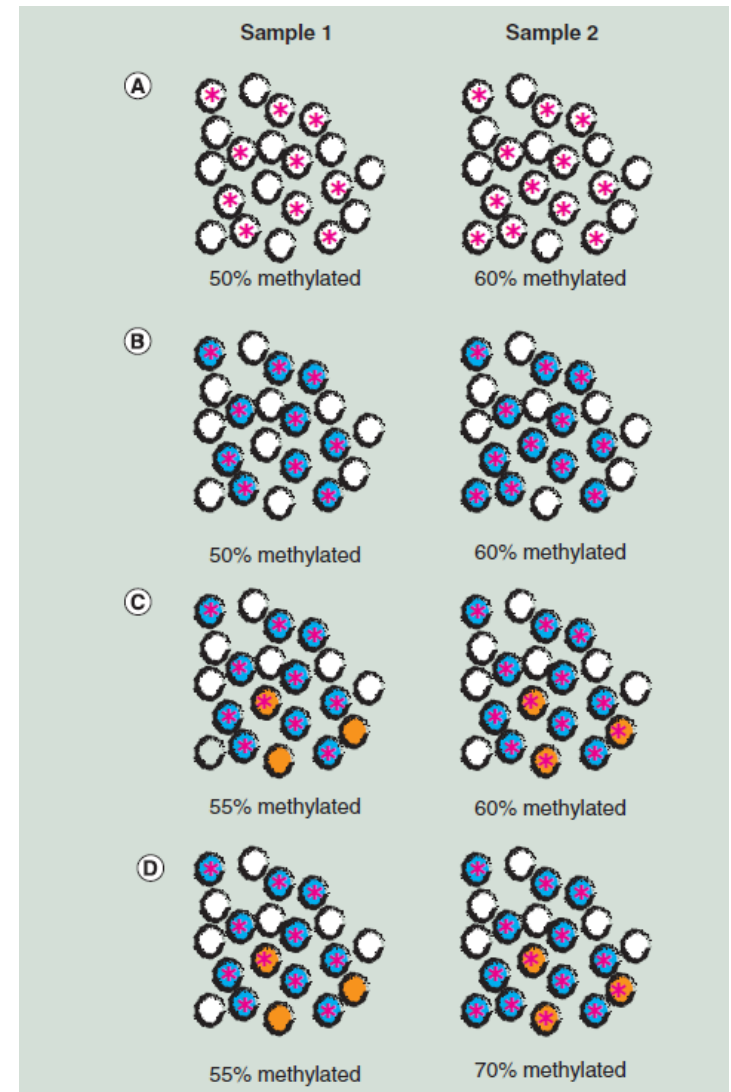 Sample 1 Sample 2
A
50% methylated 60% methylated
B
50% methylated 60% methylated
C
55% methylated 60% methylated
D
55% methylated 70% methylated